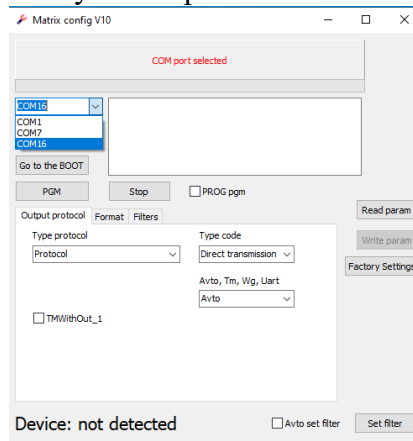 Matrix config V10
COM port selected
COM16
COM1
COM7
COM16
Go to the BOOT
PGM
Stop
PROG pgm
Output protocol
Format
Filters
Read param
Write param
Factory Settings
Type protocol
Type code
Protocol
Direct transmission
Avto, Tm, Wg, Uart
Avto
TMWithOut_1
Device: not detected
Avto set filter
Set filter